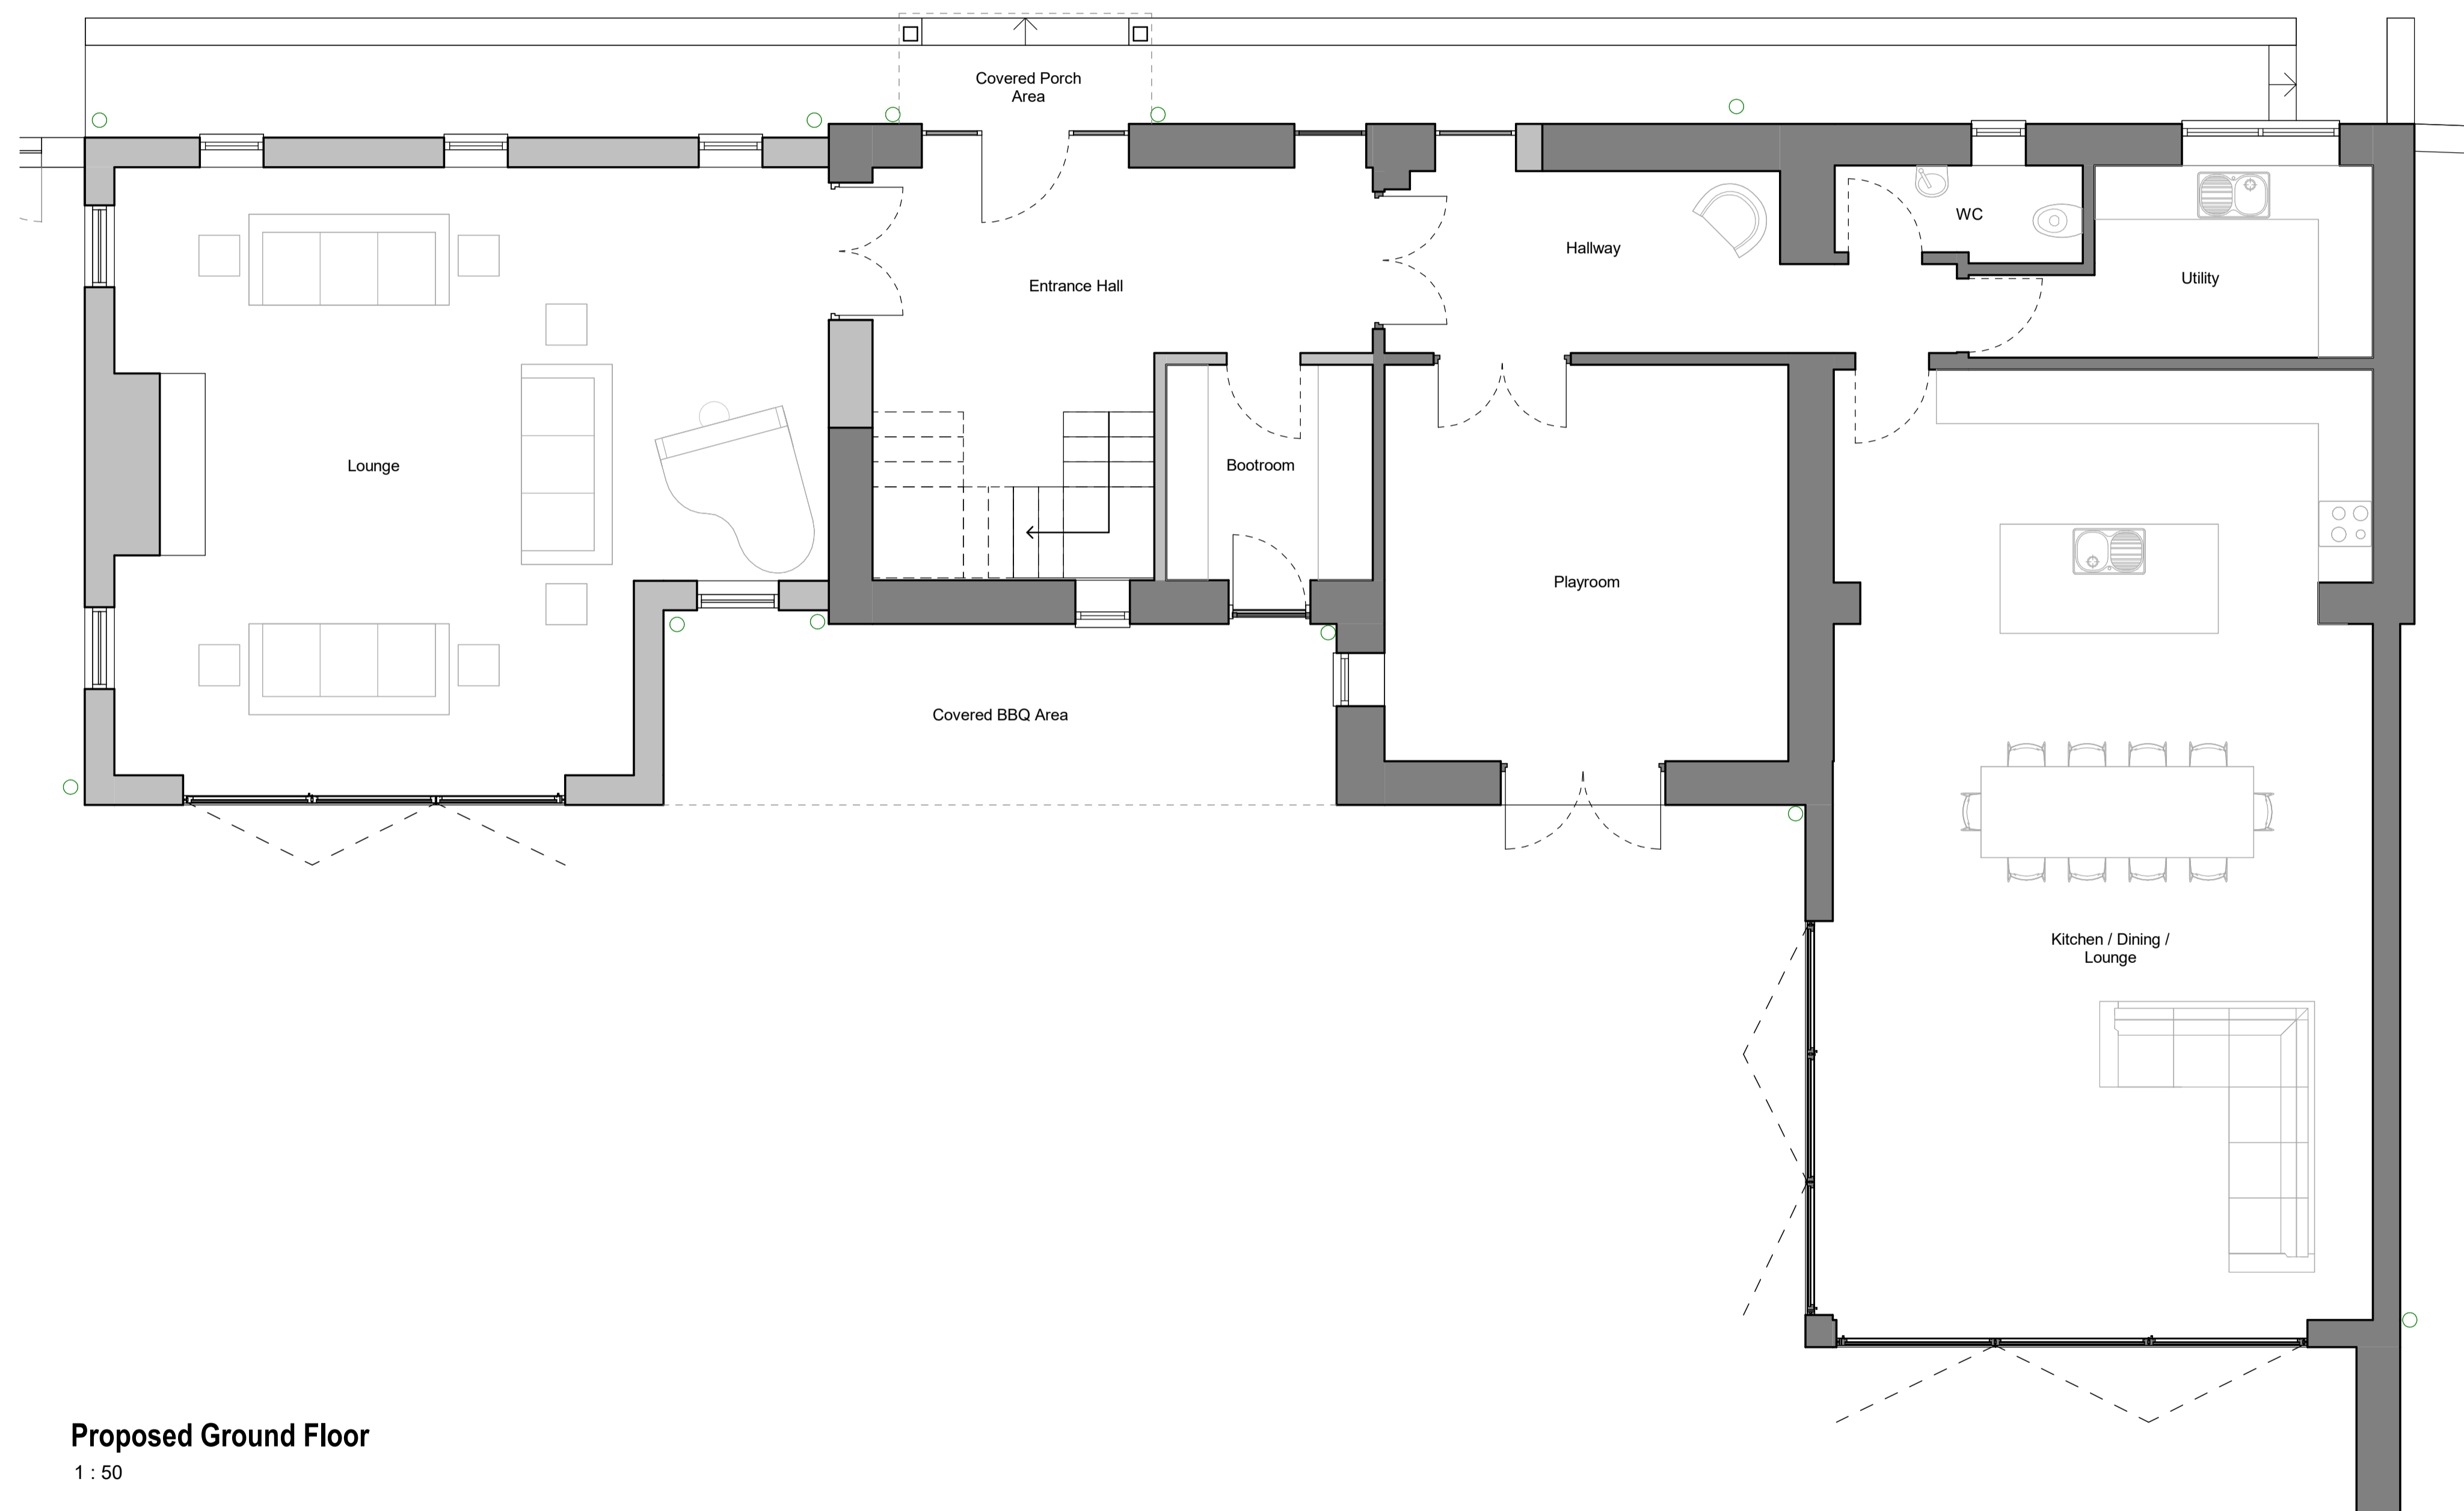 Covered Porch
Area
WC
Hallway
Utility
Entrance Hall
Lounge
Bootroom
Playroom
Covered BBQ Area
Kitchen / Dining /
Lounge
Proposed Ground Floor
1 : 50